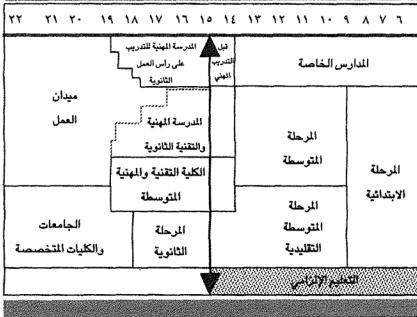 ٦ ٧ ٨ ٩ ١٠ ١١ ١٢ ١٣ ١٤ ١٥ ١٦ ١٧ ١٨ ١٩ ٢٠ ٢١ ٢٢
المدارس الخاصة
قبل
التدريب
المهني
المدرسة المهنية للتدريب
على رأس العمل
الثانوية
ميدان
العمل
المدرسة المهنية
والتقنية الثانوية
المرحلة
المتوسطة
المرحلة
الابتدائية
الكلية التقنية والمهنية
المتوسطة
المرحلة
المتوسطة
التقليدية
المرحلة
الثانوية
الجامعات
والكليات المتخصصة
التعليم الإلزامي